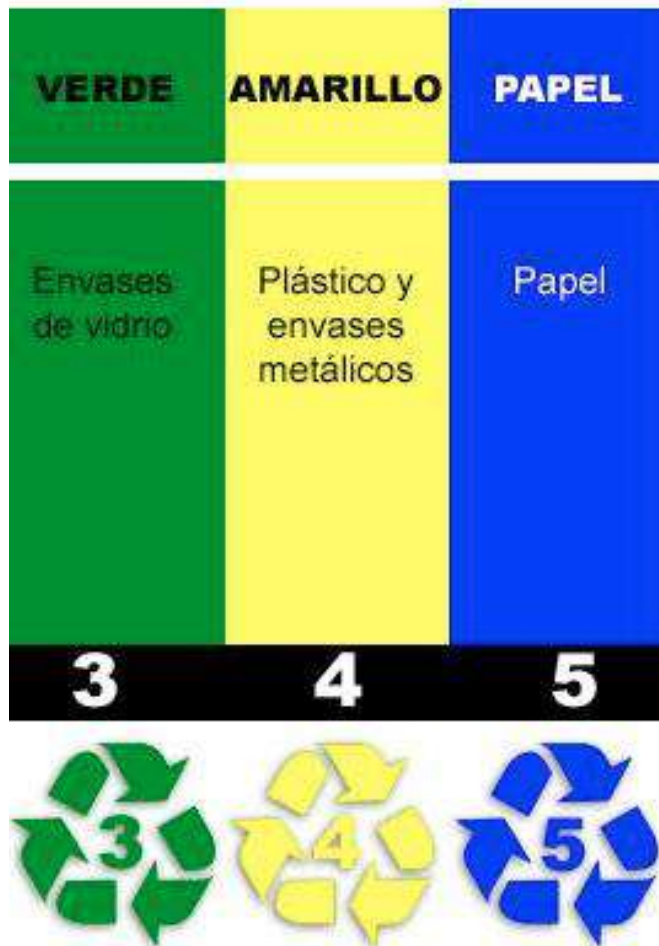 VERDE
AMARILLO
PAPEL
Envases
de vidrio
Plástico y
envases
metálicos
Papel
3
4
5
3
4
5